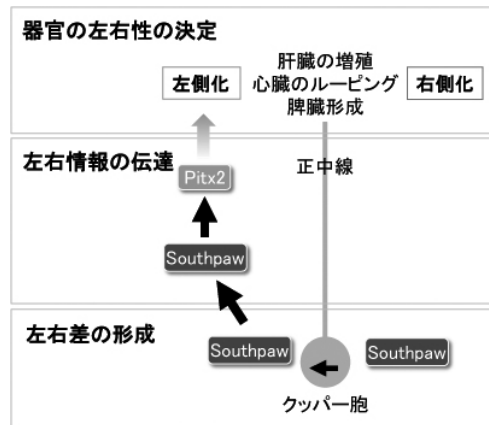 器官の左右性の決定
肝臓の増殖
左側化
心臓のルーピング
右側化
脾臓形成
左右情報の伝達
正中線
Pitx2
Southpaw
左右差の形成
Southpaw
Southpaw
クッパー胞